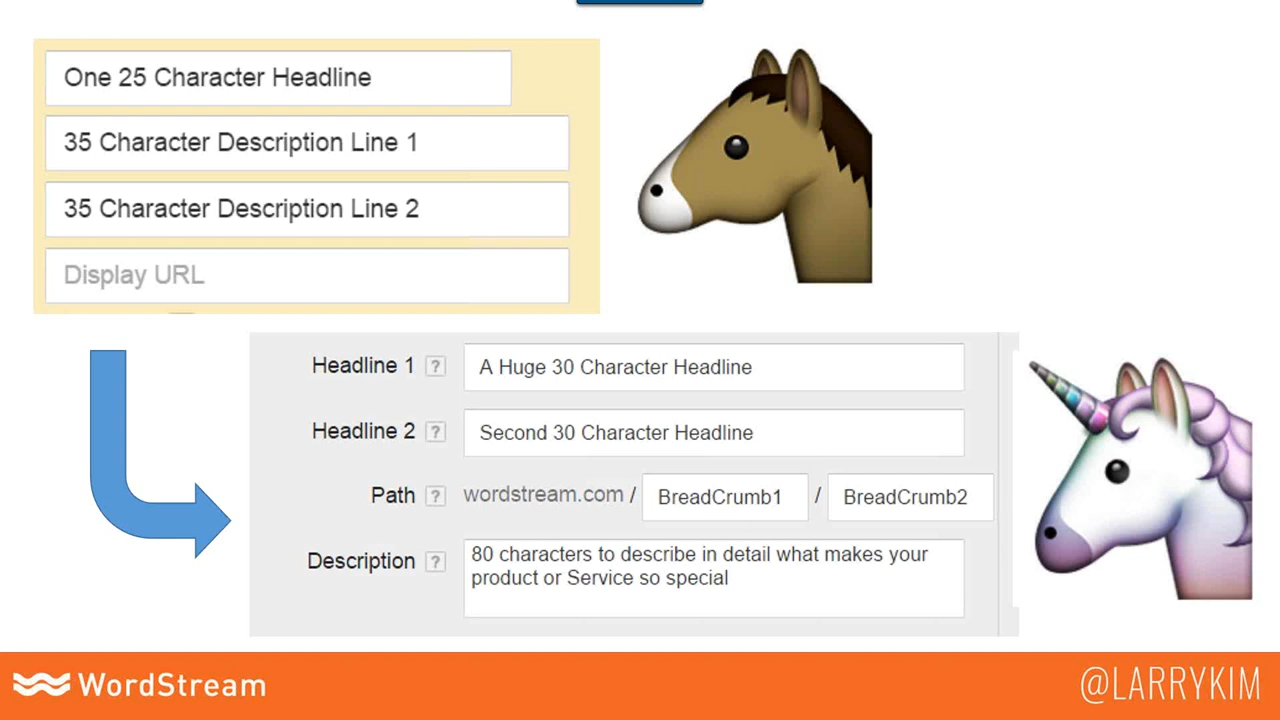 One 25 Character Headline
35 Character Description Line 1
35 Character Description Line 2
Display URL
Headline 1 ? A Huge 30 Character Headline
Headline 2 ? Second 30 Character Headline
Path ? wordstream.com / BreadCrumb1 / BreadCrumb2
Description ? 80 characters to describe in detail what makes your
product or Service so special
WordStream
@LARRYKIM